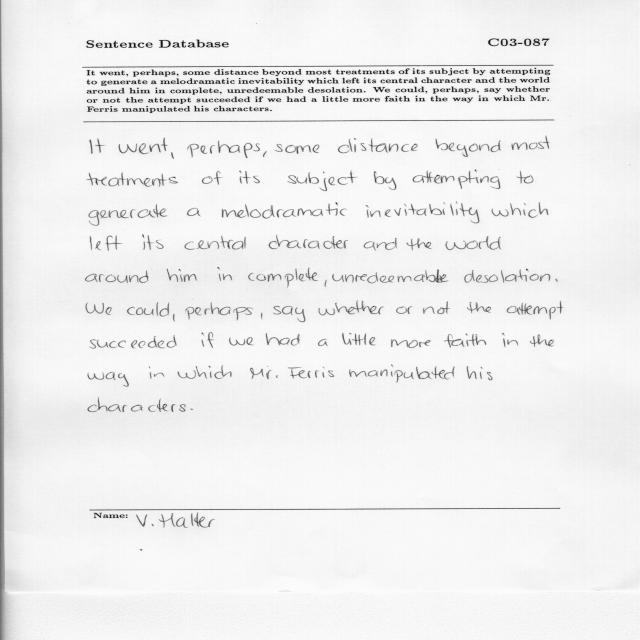 Sentence Database C03-087
It went, perhaps, some distance beyond most treatments of its subject by attempting
to generate a melodramatic inevitability which left its central character and the world
around him in complete, unredeemable desolation. We could, perhaps, say whether
or not the attempt succeeded if we had a little more faith in the way in which Mr.
Ferris manipulated his characters.
It went, perhaps, some distance beyond most
treatments of its subject by attempting to
generate a melodramatic inevitability which
left its central character and the world
around him in complete, unredeemable desolation.
We could, perhaps, say whether or not the attempt
succeeded if we had a little more faith in the
way in which Mr. Ferris manipulated his
characters.
Name: V. Halter